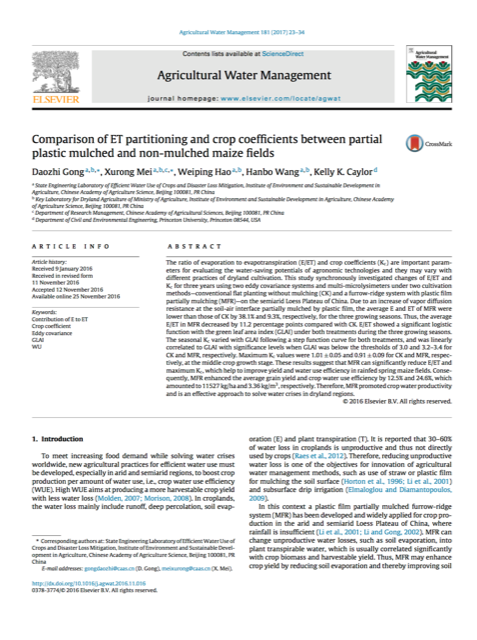 Agricultural Water Management 181 (2017) 23–34
Contents lists available at ScienceDirect
Agricultural Water Management
journal homepage: www.elsevier.com/locate/agwat
ELSEVIER
Agricultural
Water Management
Comparison of ET partitioning and crop coefficients between partial
plastic mulched and non-mulched maize fields
CrossMark
Daozhi Gong a,b,*, Xurong Mei a,b,c,*, Weiping Hao a,b, Hanbo Wang a,b, Kelly K. Caylor d
a State Engineering Laboratory of Efficient Water Use of Crops and Disaster Loss Mitigation, Institute of Environment and Sustainable Development in
Agriculture, Chinese Academy of Agriculture Science, Beijing 100081, PR China
b Key Laboratory for Dryland Agriculture of Ministry of Agriculture, Institute of Environment and Sustainable Development in Agriculture, Chinese Academy
of Agriculture Science, Beijing 100081, PR China
c Department of Research Management, Chinese Academy of Agricultural Sciences, Beijing 100081, PR China
d Department of Civil and Environmental Engineering, Princeton University, Princeton 08544, USA
ARTICLE INFO
Article history:
Received 9 January 2016
Received in revised form
11 November 2016
Accepted 12 November 2016
Available online 25 November 2016
Keywords:
Contribution of E to ET
Crop coefficient
Eddy covariance
GLAI
WU
ABSTRACT
The ratio of evaporation to evapotranspiration (E/ET) and crop coefficients (Kc) are important param-
eters for evaluating the water-saving potentials of agronomic technologies and they may vary with
different practices of dryland cultivation. This study synchronously investigated changes of E/ET and
Kc for three years using two eddy covariance systems and multi-microlysimeters under two cultivation
methods—conventional flat planting without mulching (CK) and a furrow-ridge system with plastic film
partially mulching (MFR)—on the semiarid Loess Plateau of China. Due to an increase of vapor diffusion
resistance at the soil-air interface partially mulched by plastic film, the average E and ET of MFR were
lower than those of CK by 38.1% and 9.3%, respectively, for the three growing seasons. Thus, the average
E/ET in MFR decreased by 11.2 percentage points compared with CK. E/ET showed a significant logistic
function with the green leaf area index (GLAI) under both treatments during the three growing seasons.
The seasonal Kc varied with GLAI following a step function curve for both treatments, and was linearly
correlated to GLAI with significance levels when GLAI was below the thresholds of 3.0 and 3.2–3.4 for
CK and MFR, respectively. Maximum Kc values were 1.01 ± 0.05 and 0.91 ± 0.09 for CK and MFR, respec-
tively, at the middle crop growth stage. These results suggest that MFR can significantly reduce E/ET and
maximum Kc, which help to improve yield and water use efficiency in rainfed spring maize fields. Conse-
quently, MFR enhanced the average grain yield and crop water use efficiency by 12.5% and 24.6%, which
amounted to 11527 kg/ha and 3.36 kg/m3, respectively. Therefore, MFR promoted crop water productivity
and is an effective approach to solve water crises in dryland regions.
© 2016 Elsevier B.V. All rights reserved.
1. Introduction
To meet increasing food demand while solving water crises
worldwide, new agricultural practices for efficient water use must
be developed, especially in arid and semiarid regions, to boost crop
production per amount of water use, i.e., crop water use efficiency
(WUE). High WUE aims at producing a more harvestable crop yield
with less water loss (Molden, 2007; Morison, 2008). In croplands,
the water loss mainly include runoff, deep percolation, soil evap-
* Corresponding authors at: State Engineering Laboratory of Efficient Water Use of
Crops and Disaster Loss Mitigation, Institute of Environment and Sustainable Devel-
opment in Agriculture, Chinese Academy of Agriculture Science, Beijing 100081, PR
China
E-mail addresses: gongdaozhi@caas.cn (D. Gong), meixurong@caas.cn (X. Mei).
http://dx.doi.org/10.1016/j.agwat.2016.11.016
0378-3774/© 2016 Elsevier B.V. All rights reserved.
oration (E) and plant transpiration (T). It is reported that 30–60%
of water loss in croplands is unproductive and thus not directly
used by crops (Raes et al., 2012). Therefore, reducing unproductive
water loss is one of the objectives for innovation of agricultural
water management methods, such as use of straw or plastic film
for mulching the soil surface (Horton et al., 1996; Li et al., 2001)
and subsurface drip irrigation (Elmaloglou and Diamantopoulos,
2009).
In this context a plastic film partially mulched furrow-ridge
system (MFR) has been developed and widely applied for crop pro-
duction in the arid and semiarid Loess Plateau of China, where
rainfall is insufficient (Li et al., 2001; Li and Gong, 2002). MFR can
change unproductive water losses, such as soil evaporation, into
plant transpirable water, which is usually correlated significantly
with crop biomass and harvestable yield. Thus, MFR may enhance
crop yield by reducing soil evaporation and thereby improving soil